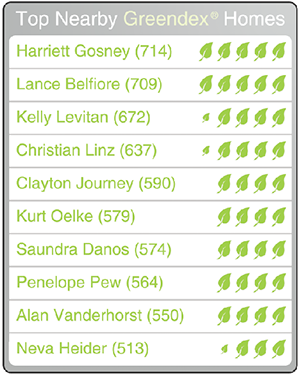 Top Nearby Greendex® Homes
Harriett Gosney (714)
Lance Belfiore (709)
Kelly Levitan (672)
Christian Linz (637)
Clayton Journey (590)
Kurt Oelke (579)
Saundra Danos (574)
Penelope Pew (564)
Alan Vanderhorst (550)
Neva Heider (513)